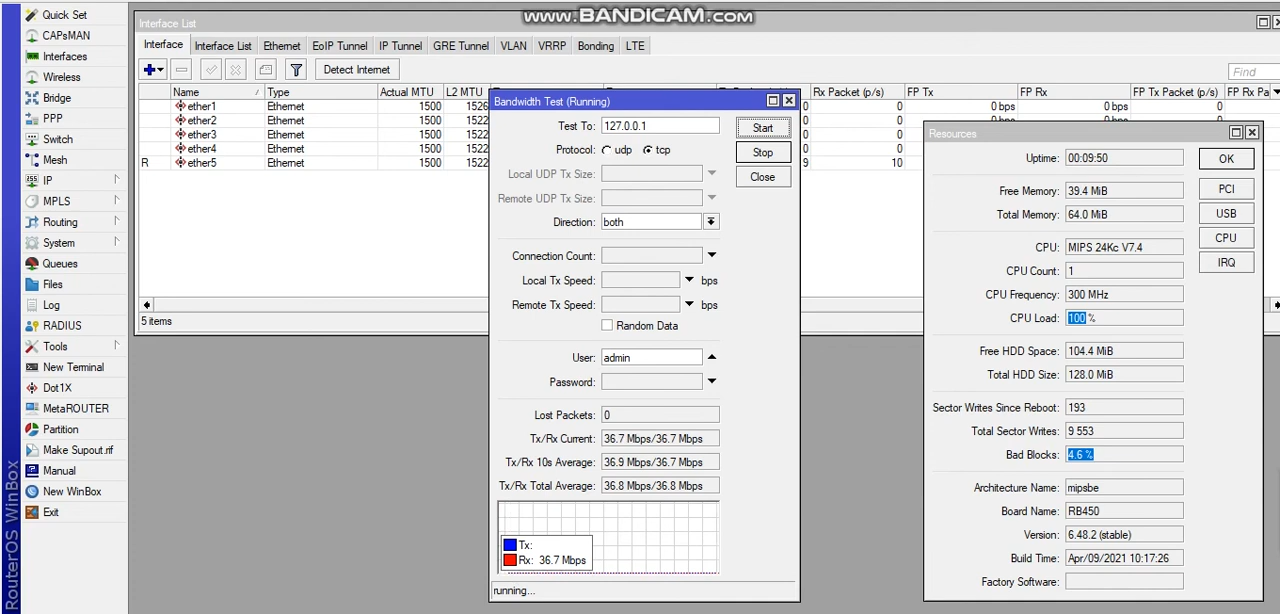 www.BANDICAM.com
RouterOS WinBox
Quick Set
CAPsMAN
Interfaces
Wireless
Bridge
PPP
Switch
Mesh
IP
MPLS
Routing
System
Queues
Files
Log
RADIUS
Tools
New Terminal
Dot1X
MetaROUTER
Partition
Make Supout.rif
Manual
New WinBox
Exit
Interface List
Interface Interface List Ethernet EoIP Tunnel IP Tunnel GRE Tunnel VLAN VRRP Bonding LTE
Detect Internet
Find
Name Type Actual MTU L2 MTU Rx Packet (p/s) FP Tx FP Rx FP Tx Packet (p/s) FP Rx Pa
ether1 Ethernet 1500 1526 0 0 bps 0 bps 0
ether2 Ethernet 1500 1522 0
ether3 Ethernet 1500 1522 0
ether4 Ethernet 1500 1522 0
R ether5 Ethernet 1500 1522 9 10
5 items
Bandwidth Test (Running)
Test To: 127.0.0.1
Protocol: udp tcp
Local UDP Tx Size:
Remote UDP Tx Size:
Direction: both
Connection Count:
Local Tx Speed: bps
Remote Tx Speed: bps
Random Data
User: admin
Password:
Lost Packets: 0
Tx/Rx Current: 36.7 Mbps/36.7 Mbps
Tx/Rx 10s Average: 36.9 Mbps/36.7 Mbps
Tx/Rx Total Average: 36.8 Mbps/36.8 Mbps
Tx:
Rx: 36.7 Mbps
running...
Start
Stop
Close
Resources
Uptime: 00:09:50
Free Memory: 39.4 MiB
Total Memory: 64.0 MiB
CPU: MIPS 24Kc V7.4
CPU Count: 1
CPU Frequency: 300 MHz
CPU Load: 100 %
Free HDD Space: 104.4 MiB
Total HDD Size: 128.0 MiB
Sector Writes Since Reboot: 193
Total Sector Writes: 9 553
Bad Blocks: 4.6 %
Architecture Name: mipsbe
Board Name: RB450
Version: 6.48.2 (stable)
Build Time: Apr/09/2021 10:17:26
Factory Software:
OK
PCI
USB
CPU
IRQ